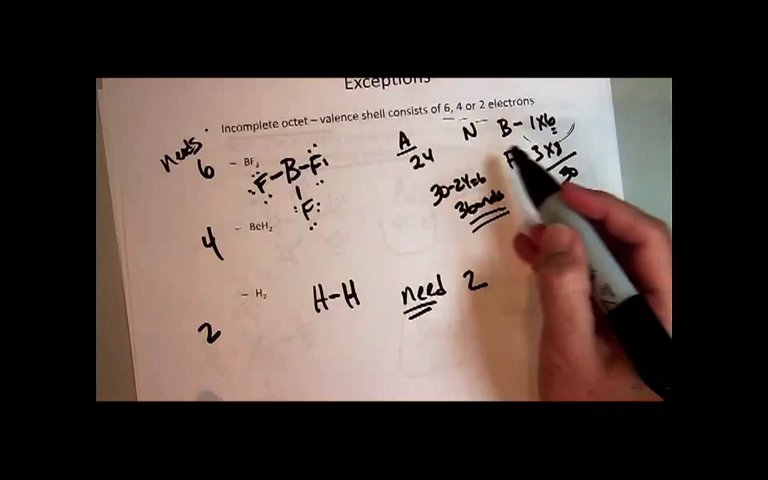 Exceptions
• Incomplete octet – valence shell consists of 6, 4 or 2 electrons
needs
6 – BF₃
F–B–F
F
A
24
N B – 1x6
F 3x8
30
30-24=6
3 bonds
4 – BeH₂
2 – H₂ H–H need 2